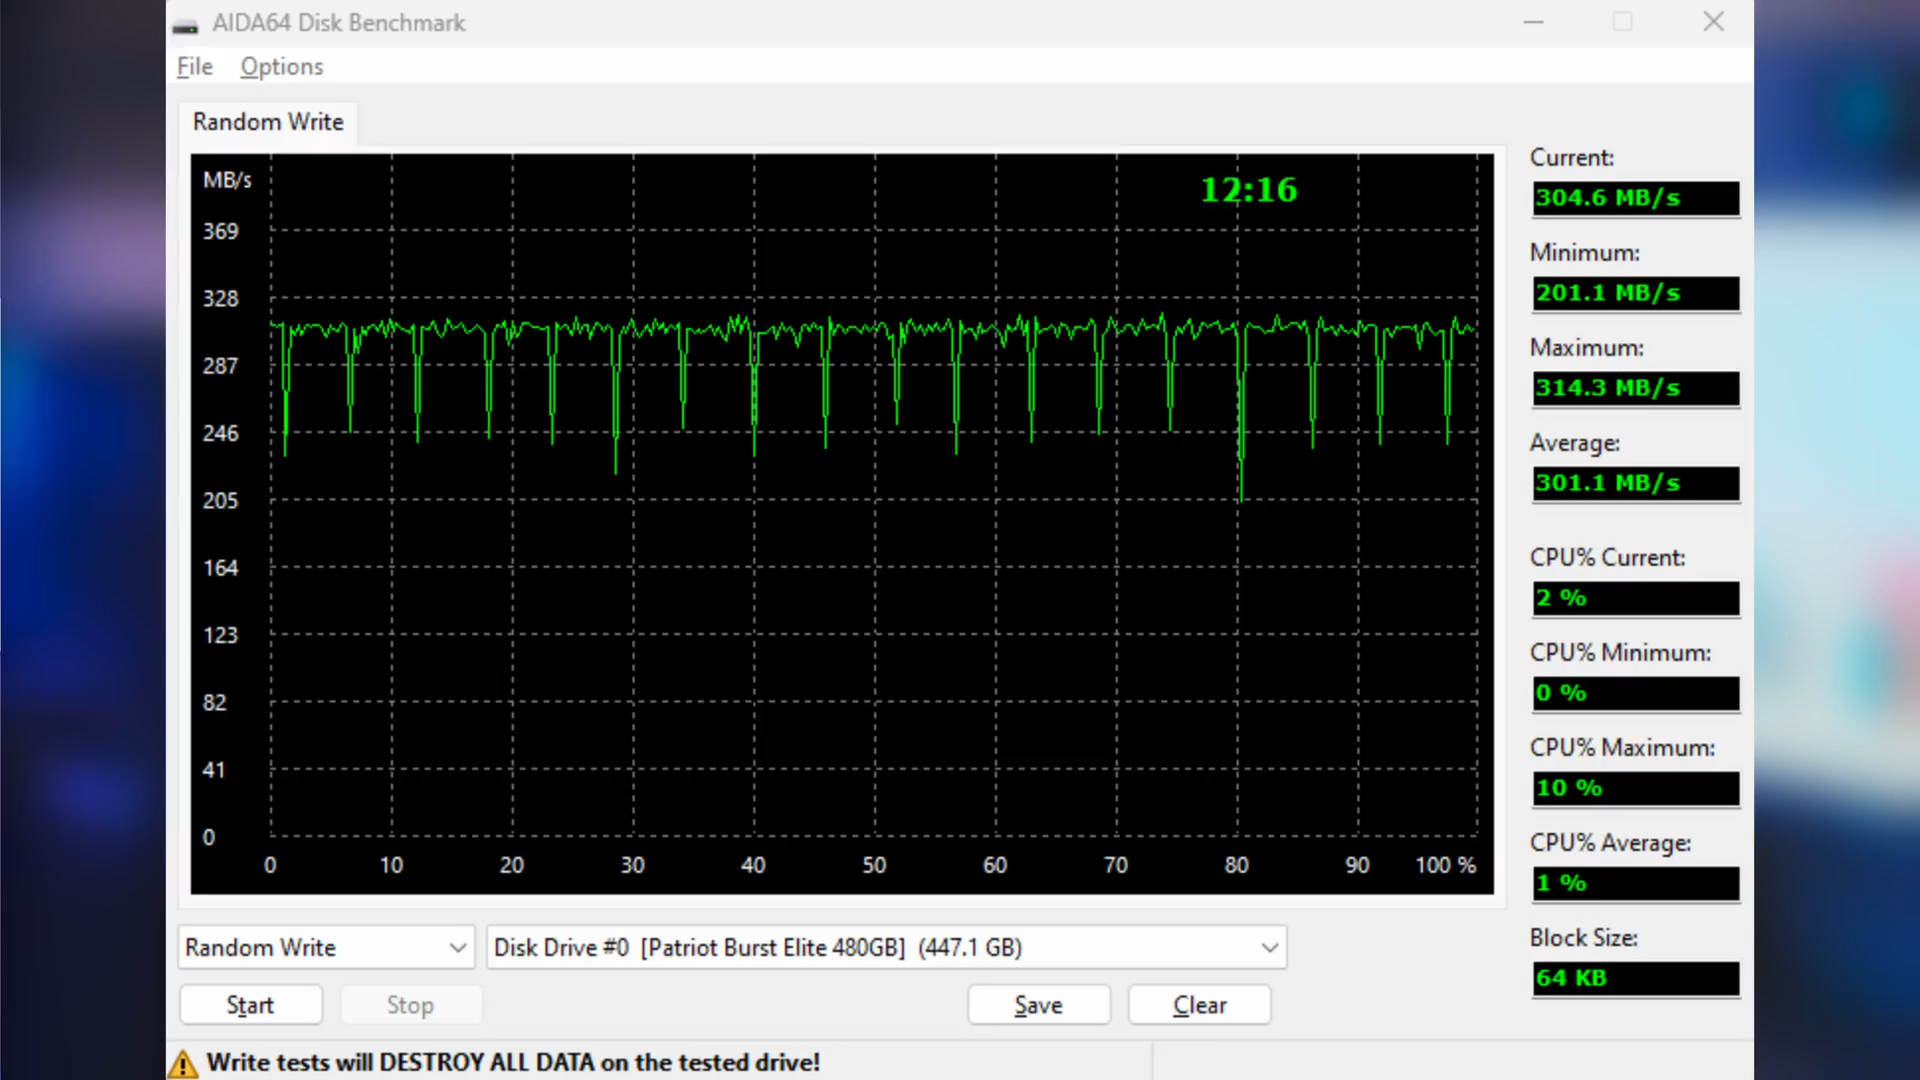 AIDA64 Disk Benchmark
File Options
Random Write
MB/s
12:16
369
328
287
246
205
164
123
82
41
0
0 10 20 30 40 50 60 70 80 90 100 %
Current:
304.6 MB/s
Minimum:
201.1 MB/s
Maximum:
314.3 MB/s
Average:
301.1 MB/s
CPU% Current:
2 %
CPU% Minimum:
0 %
CPU% Maximum:
10 %
CPU% Average:
1 %
Block Size:
64 KB
Random Write
Disk Drive #0 [Patriot Burst Elite 480GB] (447.1 GB)
Start Stop Save Clear
Write tests will DESTROY ALL DATA on the tested drive!